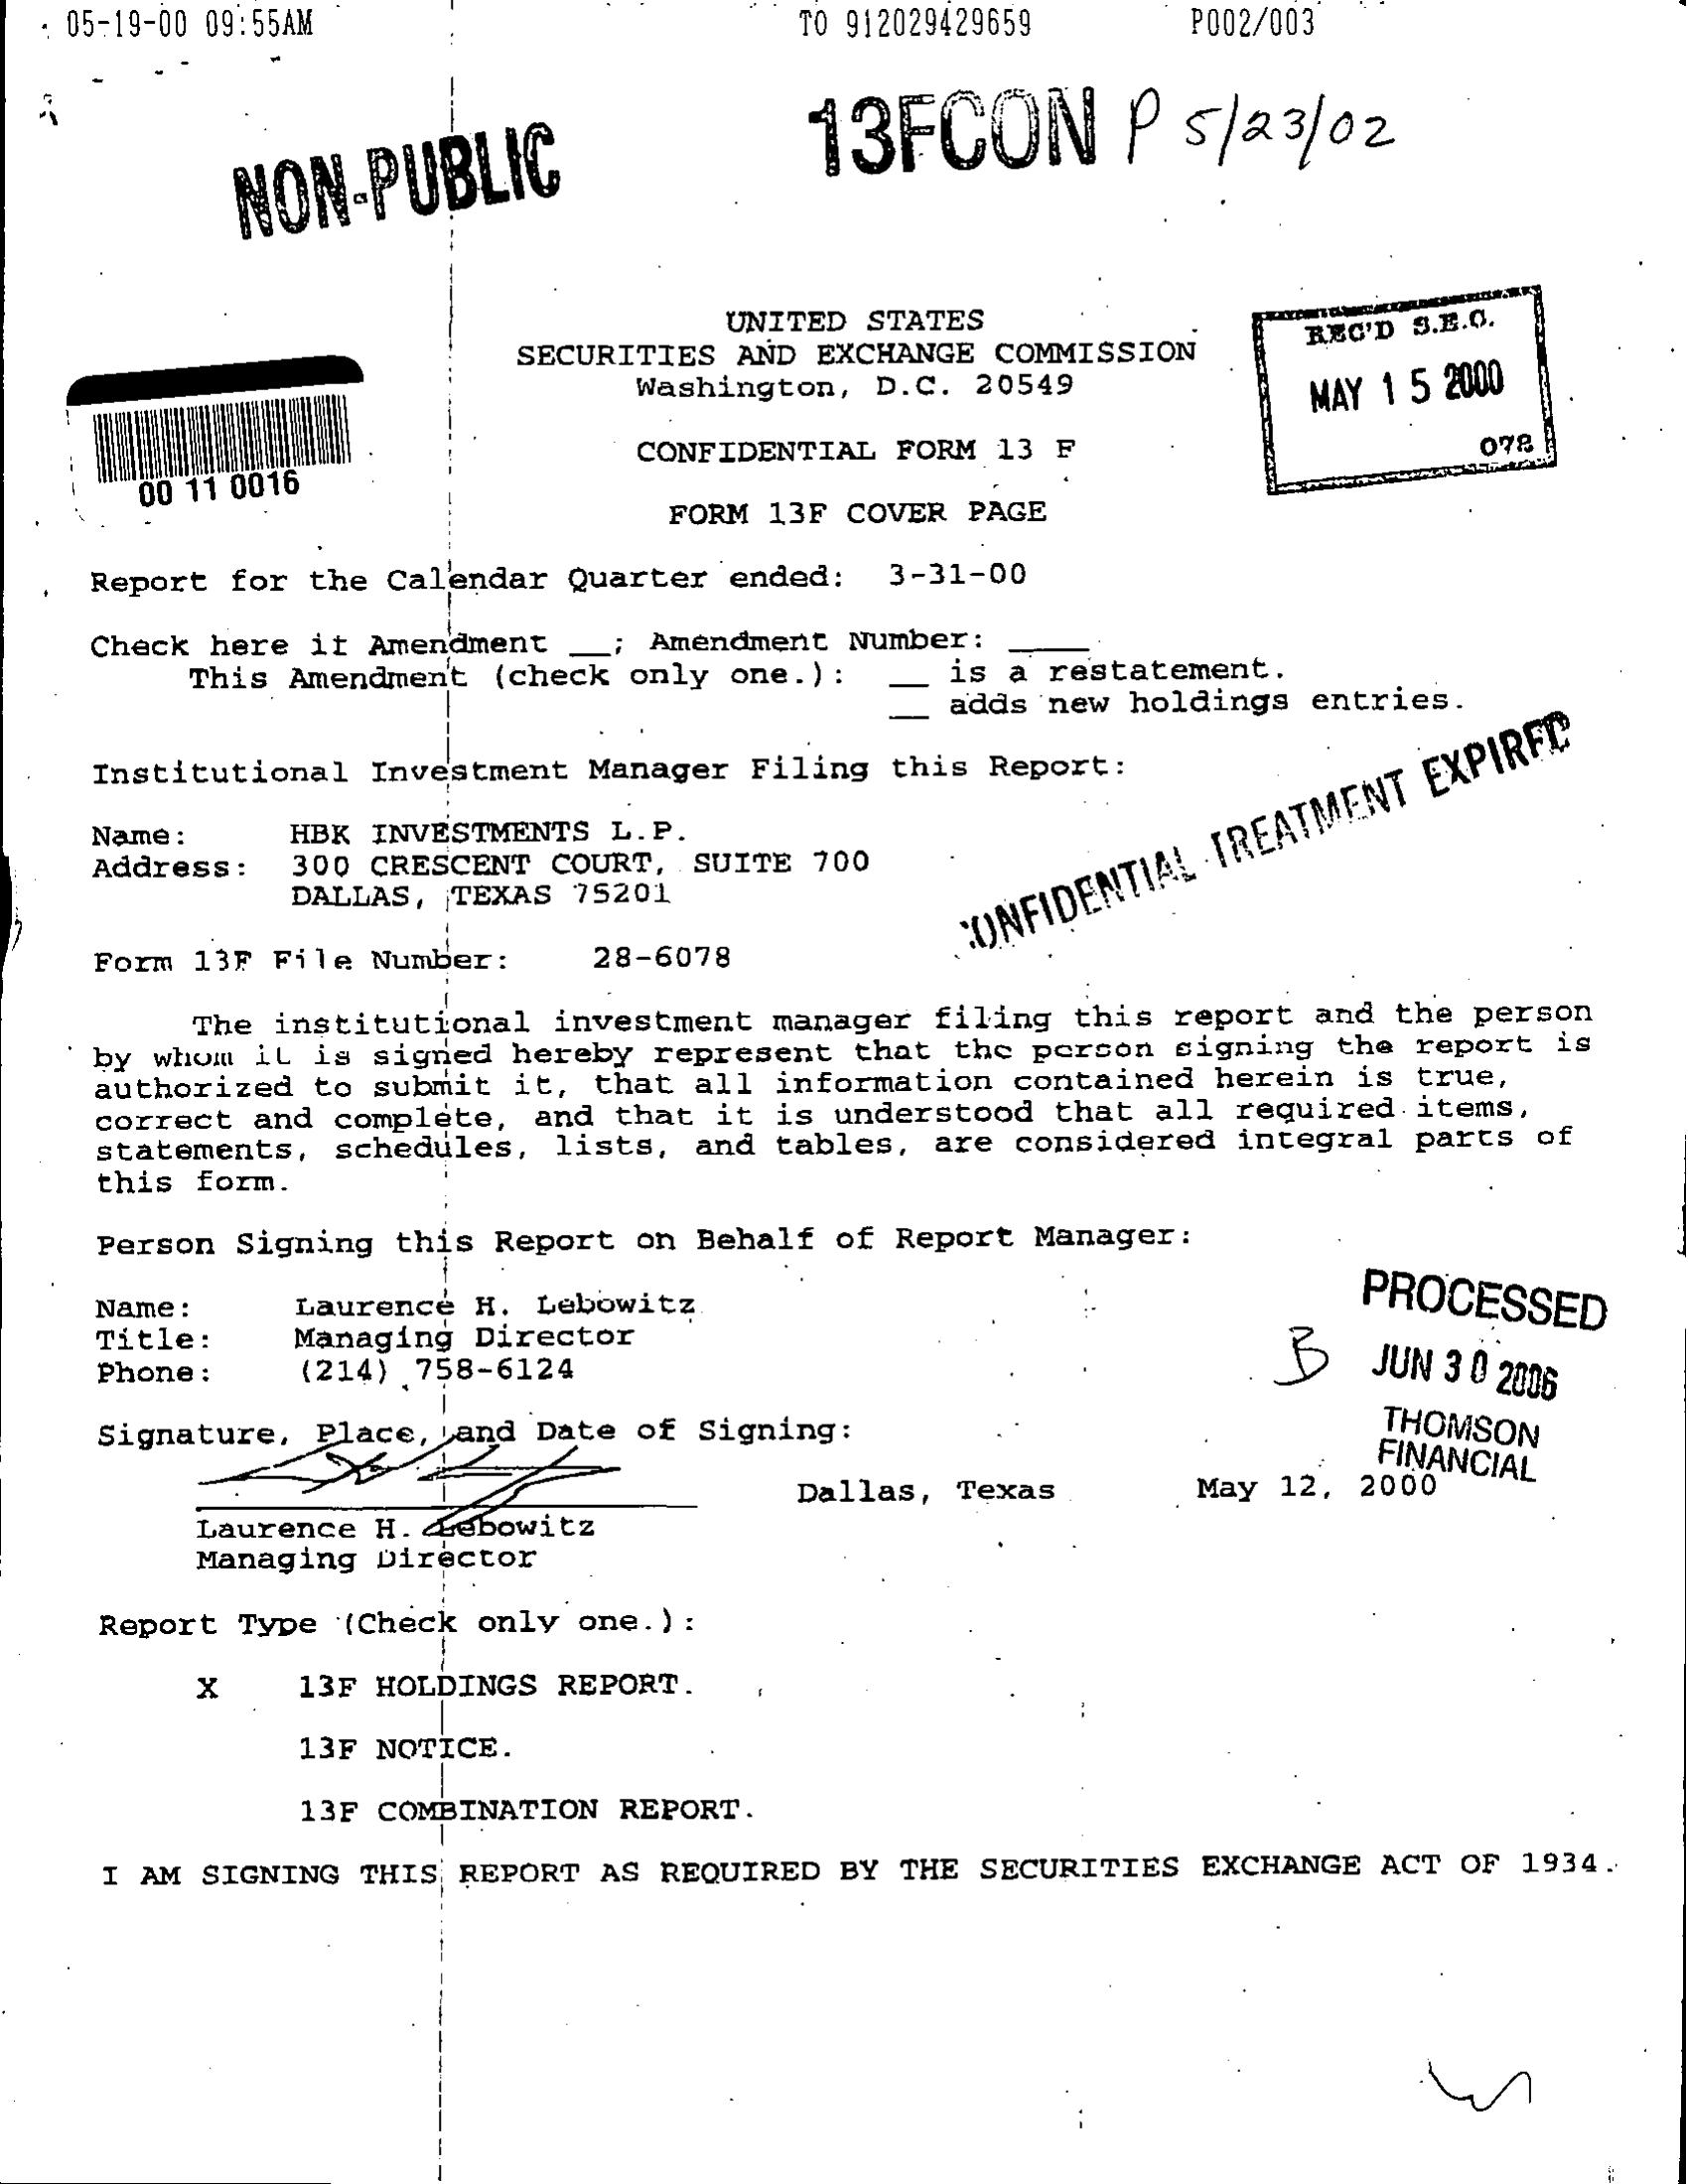 05-19-00 09:55AM TO 912029429659 P002/003
NON-PUBLIC
13FCON P 5/23/02
UNITED STATES
SECURITIES AND EXCHANGE COMMISSION
Washington, D.C. 20549
REC'D S.E.C.
MAY 15 2000
078
00 11 0016
CONFIDENTIAL FORM 13 F
FORM 13F COVER PAGE
Report for the Calendar Quarter ended: 3-31-00
Check here it Amendment __; Amendment Number: ____
This Amendment (check only one.): __ is a restatement.
__ adds new holdings entries.
Institutional Investment Manager Filing this Report:
CONFIDENTIAL TREATMENT EXPIRED
Name: HBK INVESTMENTS L.P.
Address: 300 CRESCENT COURT, SUITE 700
DALLAS, TEXAS 75201
Form 13F File Number: 28-6078
The institutional investment manager filing this report and the person
by whom it is signed hereby represent that the person signing the report is
authorized to submit it, that all information contained herein is true,
correct and complete, and that it is understood that all required items,
statements, schedules, lists, and tables, are considered integral parts of
this form.
Person Signing this Report on Behalf of Report Manager:
Name: Laurence H. Lebowitz
Title: Managing Director
Phone: (214) 758-6124
PROCESSED
B JUN 30 2006
THOMSON
FINANCIAL
Signature, Place, and Date of Signing:
Dallas, Texas May 12, 2000
Laurence H. Lebowitz
Managing Director
Report Type (Check only one.):
X 13F HOLDINGS REPORT.
13F NOTICE.
13F COMBINATION REPORT.
I AM SIGNING THIS REPORT AS REQUIRED BY THE SECURITIES EXCHANGE ACT OF 1934.